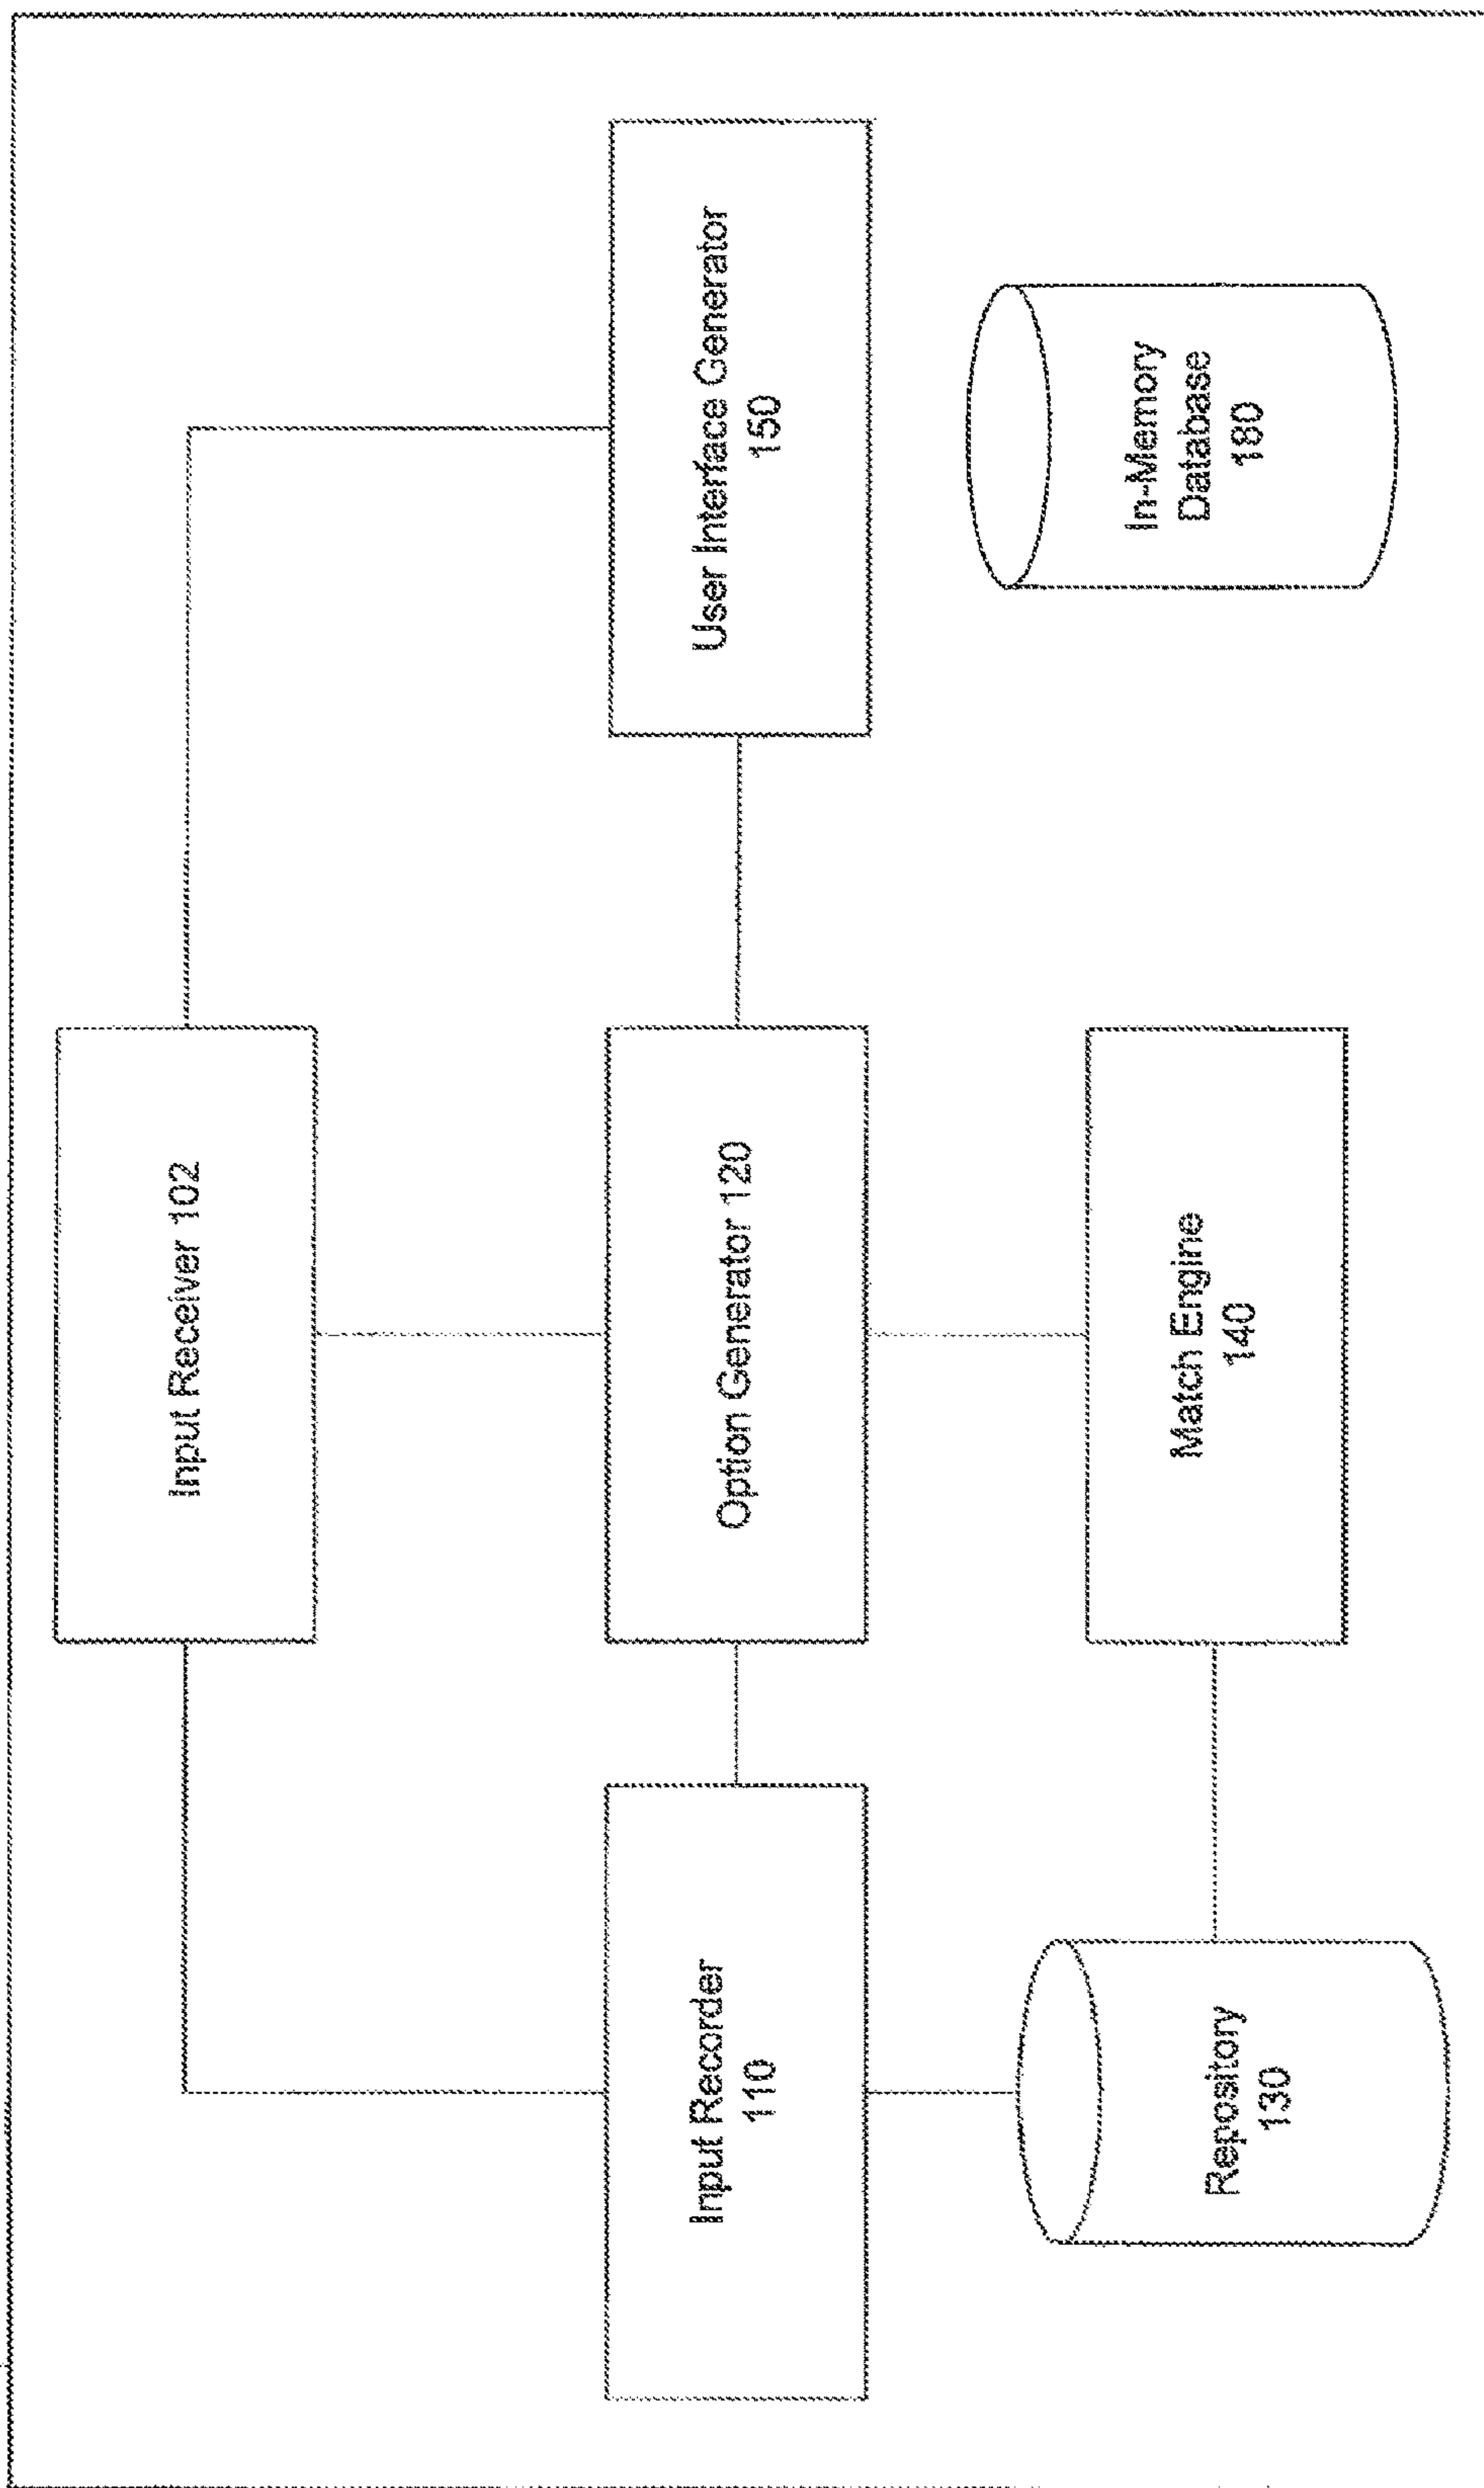 Input Receiver 102
Input Recorder
110
Option Generator 120
User Interface Generator
150
Repository
130
Match Engine
140
In-Memory
Database
180